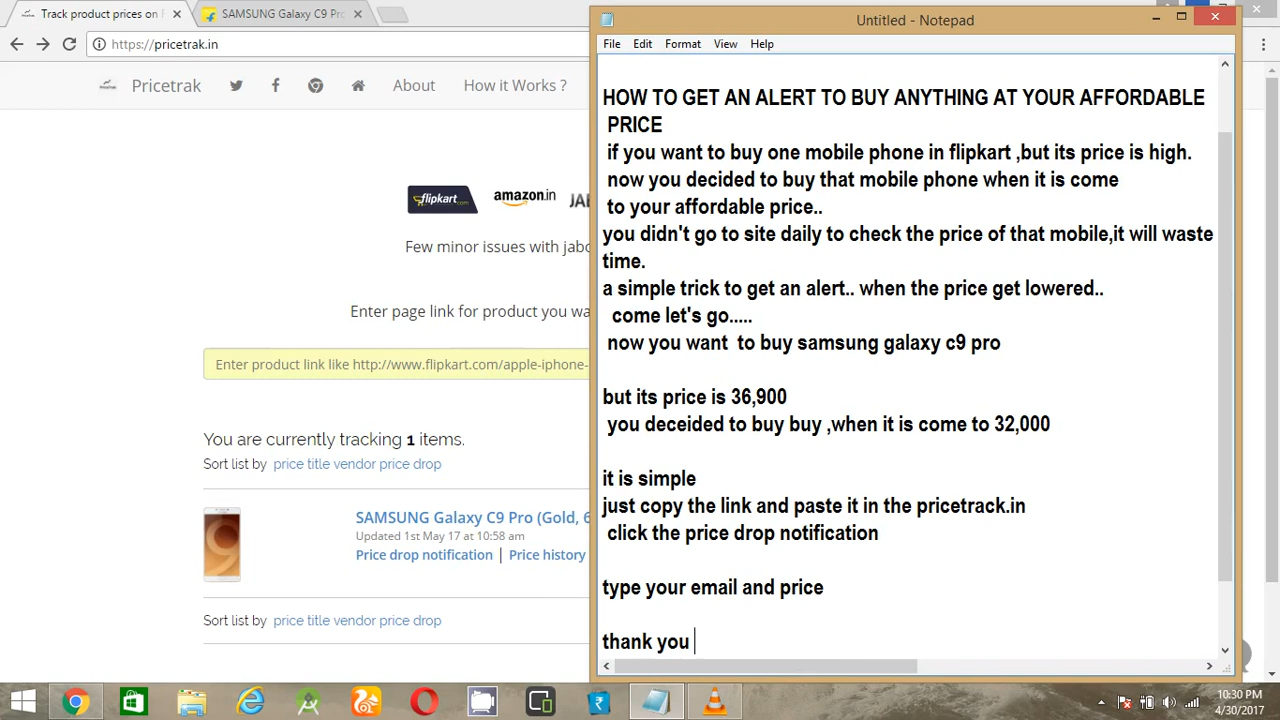 Track product prices on F
SAMSUNG Galaxy C9 Pro
https://pricetrak.in
Pricetrak
About
How it Works ?
flipkart.com
amazon.in
JAB
Few minor issues with jabo
Enter page link for product you wa
Enter product link like http://www.flipkart.com/apple-iphone-
You are currently tracking 1 items.
Sort list by price title vendor price drop
SAMSUNG Galaxy C9 Pro (Gold, 6
Updated 1st May 17 at 10:58 am
Price drop notification | Price history
Sort list by price title vendor price drop
Untitled - Notepad
File Edit Format View Help
HOW TO GET AN ALERT TO BUY ANYTHING AT YOUR AFFORDABLE
PRICE
if you want to buy one mobile phone in flipkart ,but its price is high.
now you decided to buy that mobile phone when it is come
to your affordable price..
you didn't go to site daily to check the price of that mobile,it will waste
time.
a simple trick to get an alert.. when the price get lowered..
come let's go.....
now you want  to buy samsung galaxy c9 pro
but its price is 36,900
you deceided to buy buy ,when it is come to 32,000
it is simple
just copy the link and paste it in the pricetrack.in
click the price drop notification
type your email and price
thank you
10:30 PM
4/30/2017